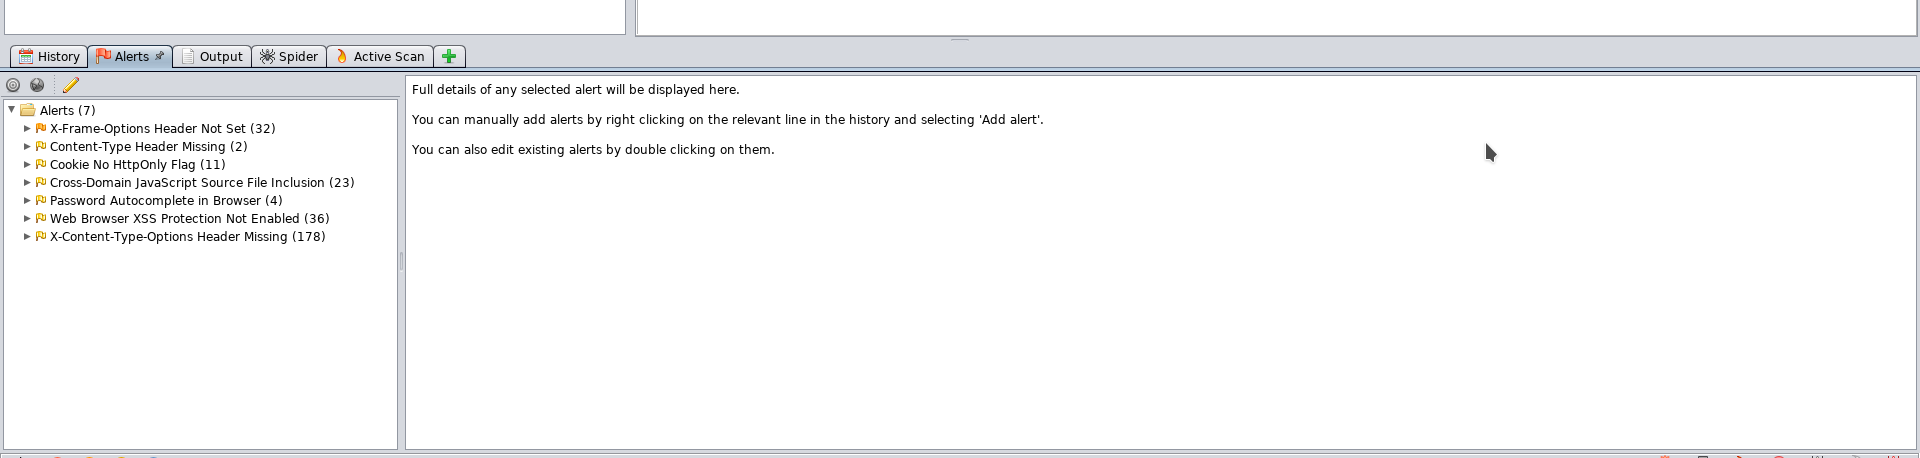 History Alerts Output Spider Active Scan
Alerts (7)
X-Frame-Options Header Not Set (32)
Content-Type Header Missing (2)
Cookie No HttpOnly Flag (11)
Cross-Domain JavaScript Source File Inclusion (23)
Password Autocomplete in Browser (4)
Web Browser XSS Protection Not Enabled (36)
X-Content-Type-Options Header Missing (178)
Full details of any selected alert will be displayed here.
You can manually add alerts by right clicking on the relevant line in the history and selecting 'Add alert'.
You can also edit existing alerts by double clicking on them.